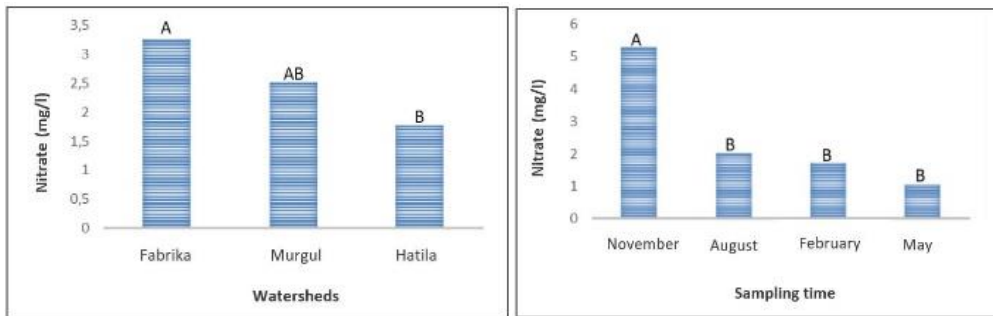 Nitrate (mg/l)
3,5
3
2,5
2
1,5
1
0,5
0
A
AB
B
Fabrika
Murgul
Hatila
Watersheds
Nitrate (mg/l)
6
5
4
3
2
1
0
A
B
B
B
November
August
February
May
Sampling time